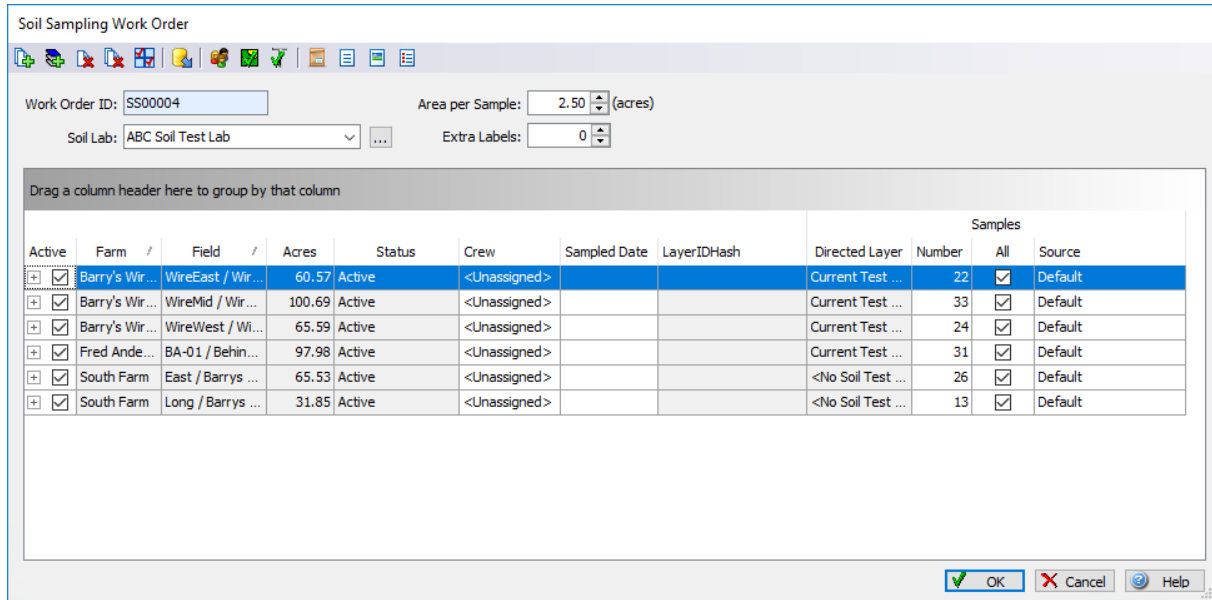 Soil Sampling Work Order
Work Order ID: SS00004 Area per Sample: 2.50 (acres)
Soil Lab: ABC Soil Test Lab ... Extra Labels: 0
Drag a column header here to group by that column
Samples
Active Farm / Field / Acres Status Crew Sampled Date LayerIDHash Directed Layer Number All Source
Barry's Wir... WireEast / Wir... 60.57 Active <Unassigned> Current Test ... 22 Default
Barry's Wir... WireMid / Wir... 100.69 Active <Unassigned> Current Test ... 33 Default
Barry's Wir... WireWest / Wi... 65.59 Active <Unassigned> Current Test ... 24 Default
Fred Ande... BA-01 / Behin... 97.98 Active <Unassigned> Current Test ... 31 Default
South Farm East / Barrys ... 65.53 Active <Unassigned> <No Soil Test ... 26 Default
South Farm Long / Barrys ... 31.85 Active <Unassigned> <No Soil Test ... 13 Default
OK Cancel Help